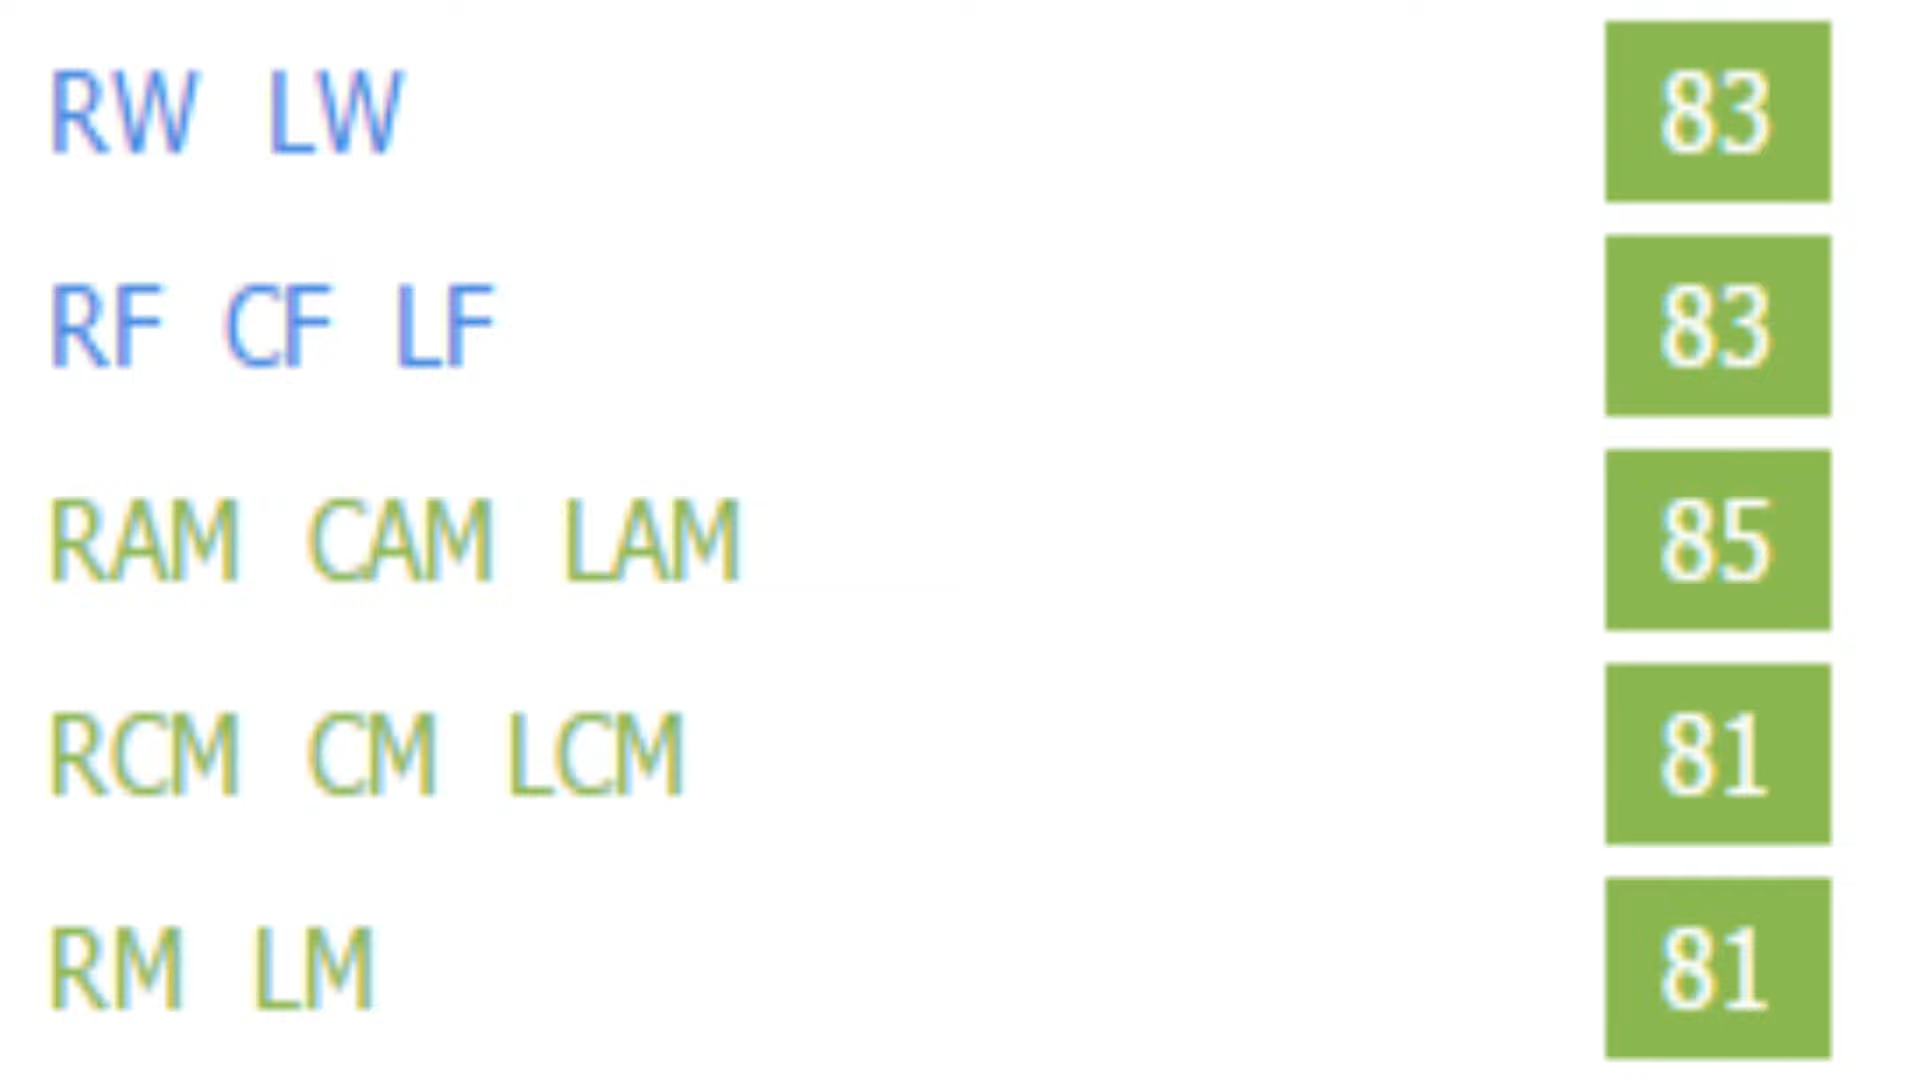 RW LW 83
RF CF LF 83
RAM CAM LAM 85
RCM CM LCM 81
RM LM 81